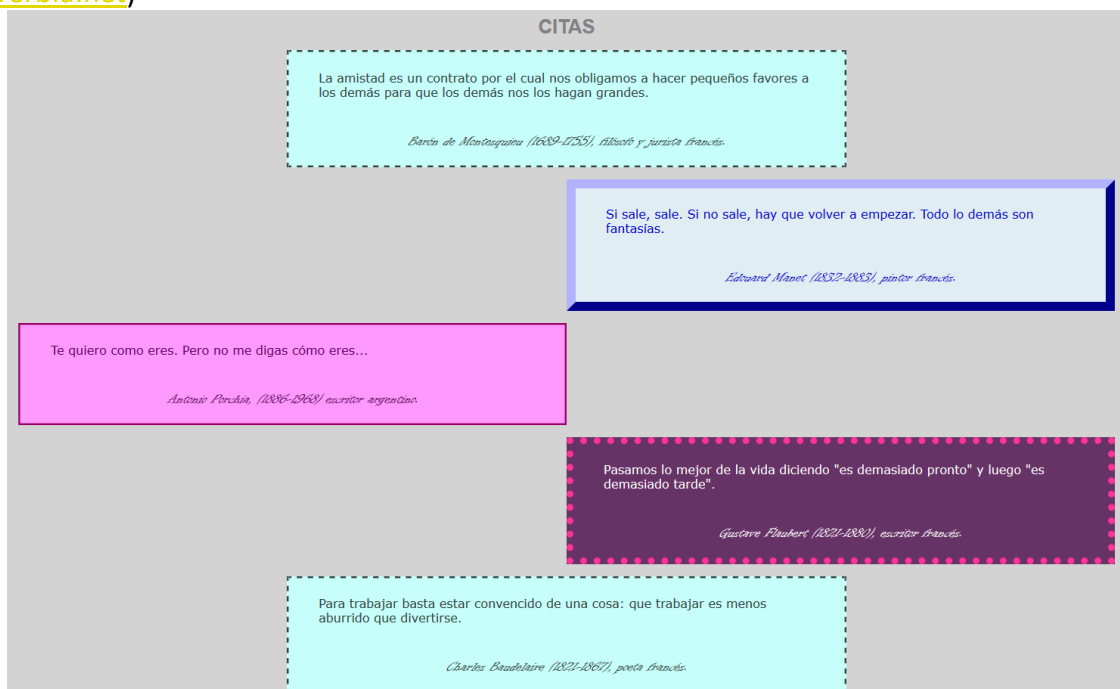 CITAS
La amistad es un contrato por el cual nos obligamos a hacer pequeños favores a
los demás para que los demás nos los hagan grandes.
Barón de Montesquieu (1689-1755), filósofo y jurista francés.
Si sale, sale. Si no sale, hay que volver a empezar. Todo lo demás son
fantasías.
Edouard Manet (1832-1883), pintor francés.
Te quiero como eres. Pero no me digas cómo eres...
Antonio Porchia, (1886-1968) escritor argentino.
Pasamos lo mejor de la vida diciendo "es demasiado pronto" y luego "es
demasiado tarde".
Gustave Flaubert (1821-1880), escritor francés.
Para trabajar basta estar convencido de una cosa: que trabajar es menos
aburrido que divertirse.
Charles Baudelaire (1821-1867), poeta francés.